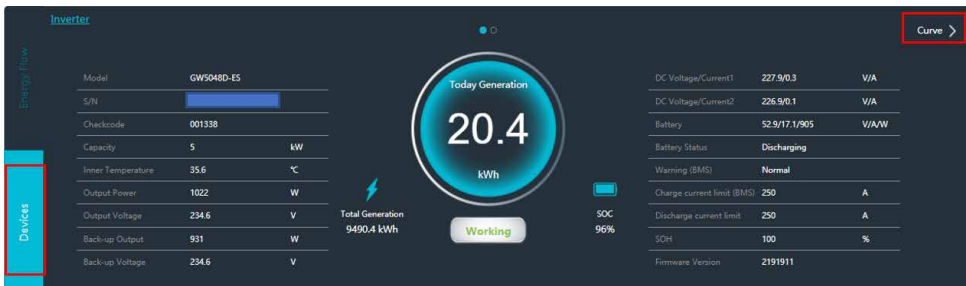 Inverter
Curve >
Energy Flow
Devices
Model GW5048D-ES
S/N
Checkcode 001338
Capacity 5 kW
Inner Temperature 35.6 ℃
Output Power 1022 W
Output Voltage 234.6 V
Back-up Output 931 W
Back-up Voltage 234.6 V
Today Generation
20.4
kWh
Total Generation
9490.4 kWh
Working
SOC
96%
DC Voltage/Current1 227.9/0.3 V/A
DC Voltage/Current2 226.9/0.1 V/A
Battery 52.9/17.1/905 V/A/W
Battery Status Discharging
Warning (BMS) Normal
Charge current limit (BMS) 250 A
Discharge current limit 250 A
SOH 100 %
Firmware Version 2191911